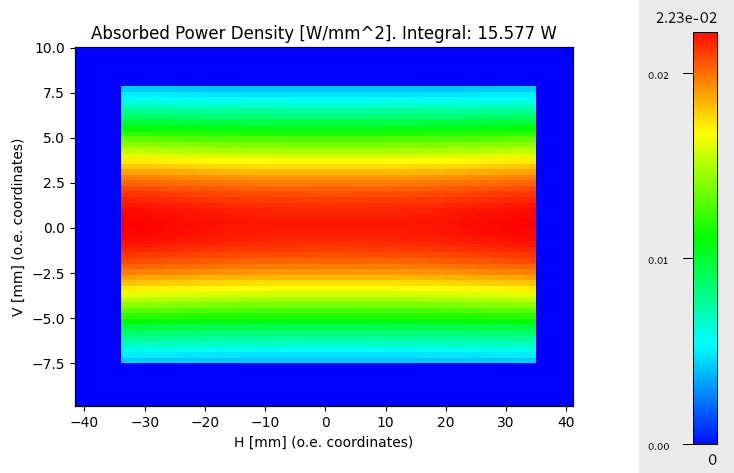 Absorbed Power Density [W/mm^2]. Integral: 15.577 W
10.0
7.5
5.0
2.5
0.0
−2.5
−5.0
−7.5
V [mm] (o.e. coordinates)
−40 −30 −20 −10 0 10 20 30 40
H [mm] (o.e. coordinates)
2.23e-02
0.02
0.01
0.00
0